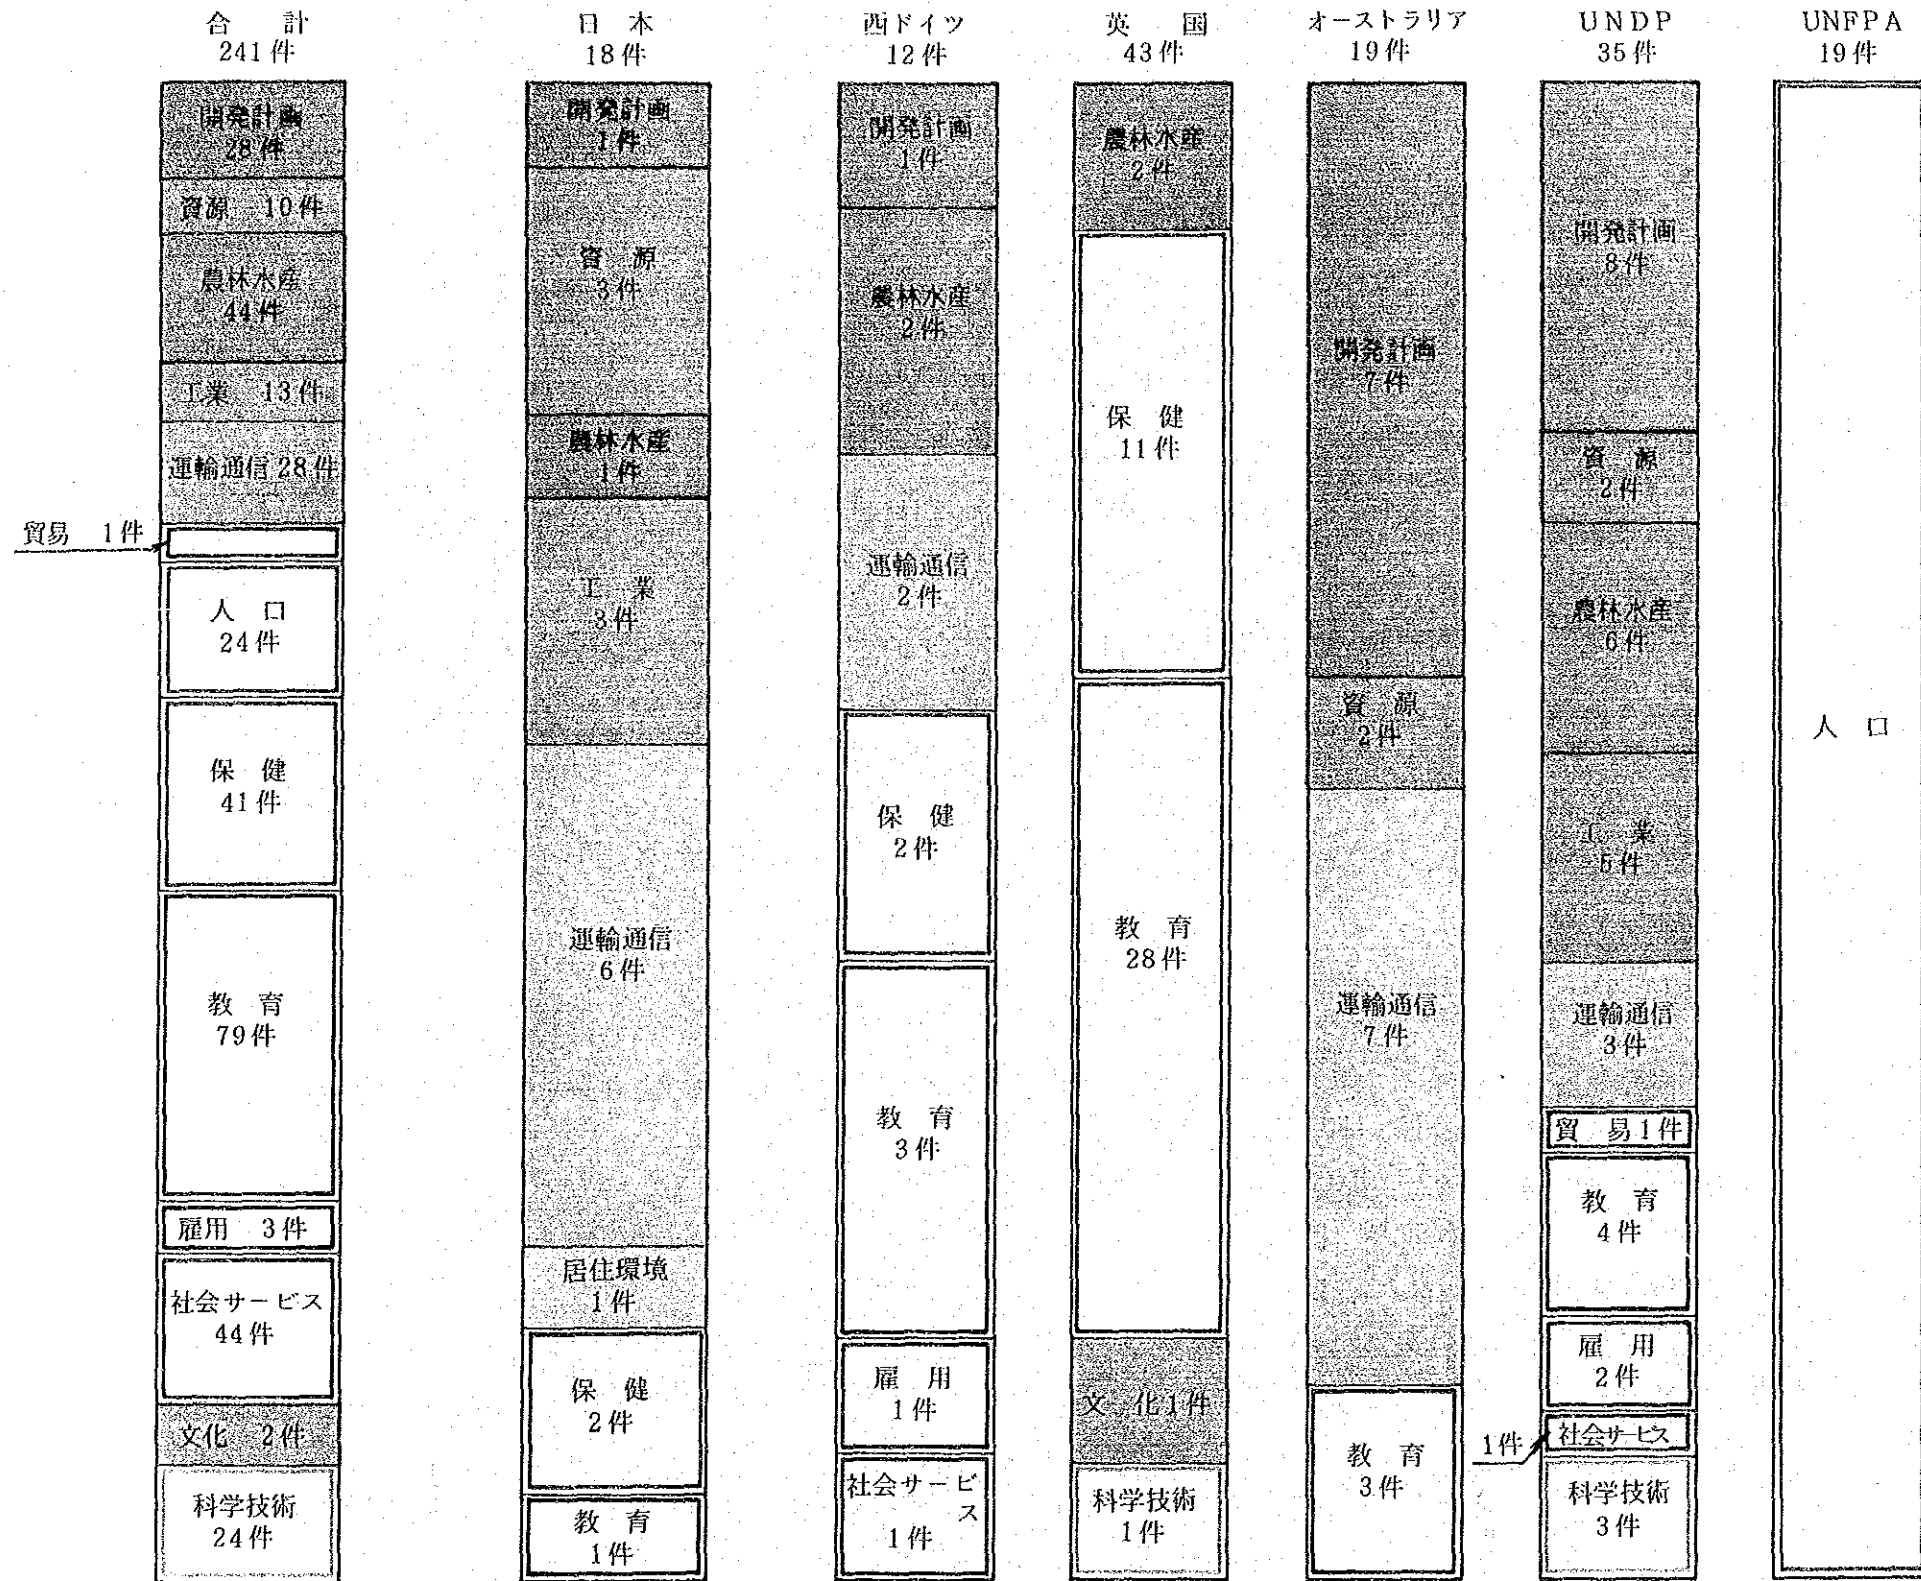 合 計
241件
開発計画
28件
資源 10件
農林水産
44件
工業 13件
運輸通信 28件
貿易 1件
人 口
24件
保 健
41件
教 育
79件
雇用 3件
社会サービス
44件
文化 2件
科学技術
24件
日 本
18件
開発計画
1件
資 源
3件
農林水産
1件
工 業
3件
運輸通信
6件
居住環境
1件
保 健
2件
教 育
1件
西ドイツ
12件
開発計画
1件
農林水産
2件
運輸通信
2件
保 健
2件
教 育
3件
雇 用
1件
社会サービ
ス
1件
英 国
43件
農林水産
2件
保 健
11件
教 育
28件
文 化1件
科学技術
1件
オーストラリア
19件
開発計画
7件
資 源
2件
運輸通信
7件
教 育
3件
UNDP
35件
開発計画
8件
資 源
2件
農林水産
6件
工 業
5件
運輸通信
3件
貿 易1件
教 育
4件
雇 用
2件
1件
社会サービス
科学技術
3件
UNFPA
19件
人 口